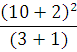 (10 + 2)²
(3 + 1)